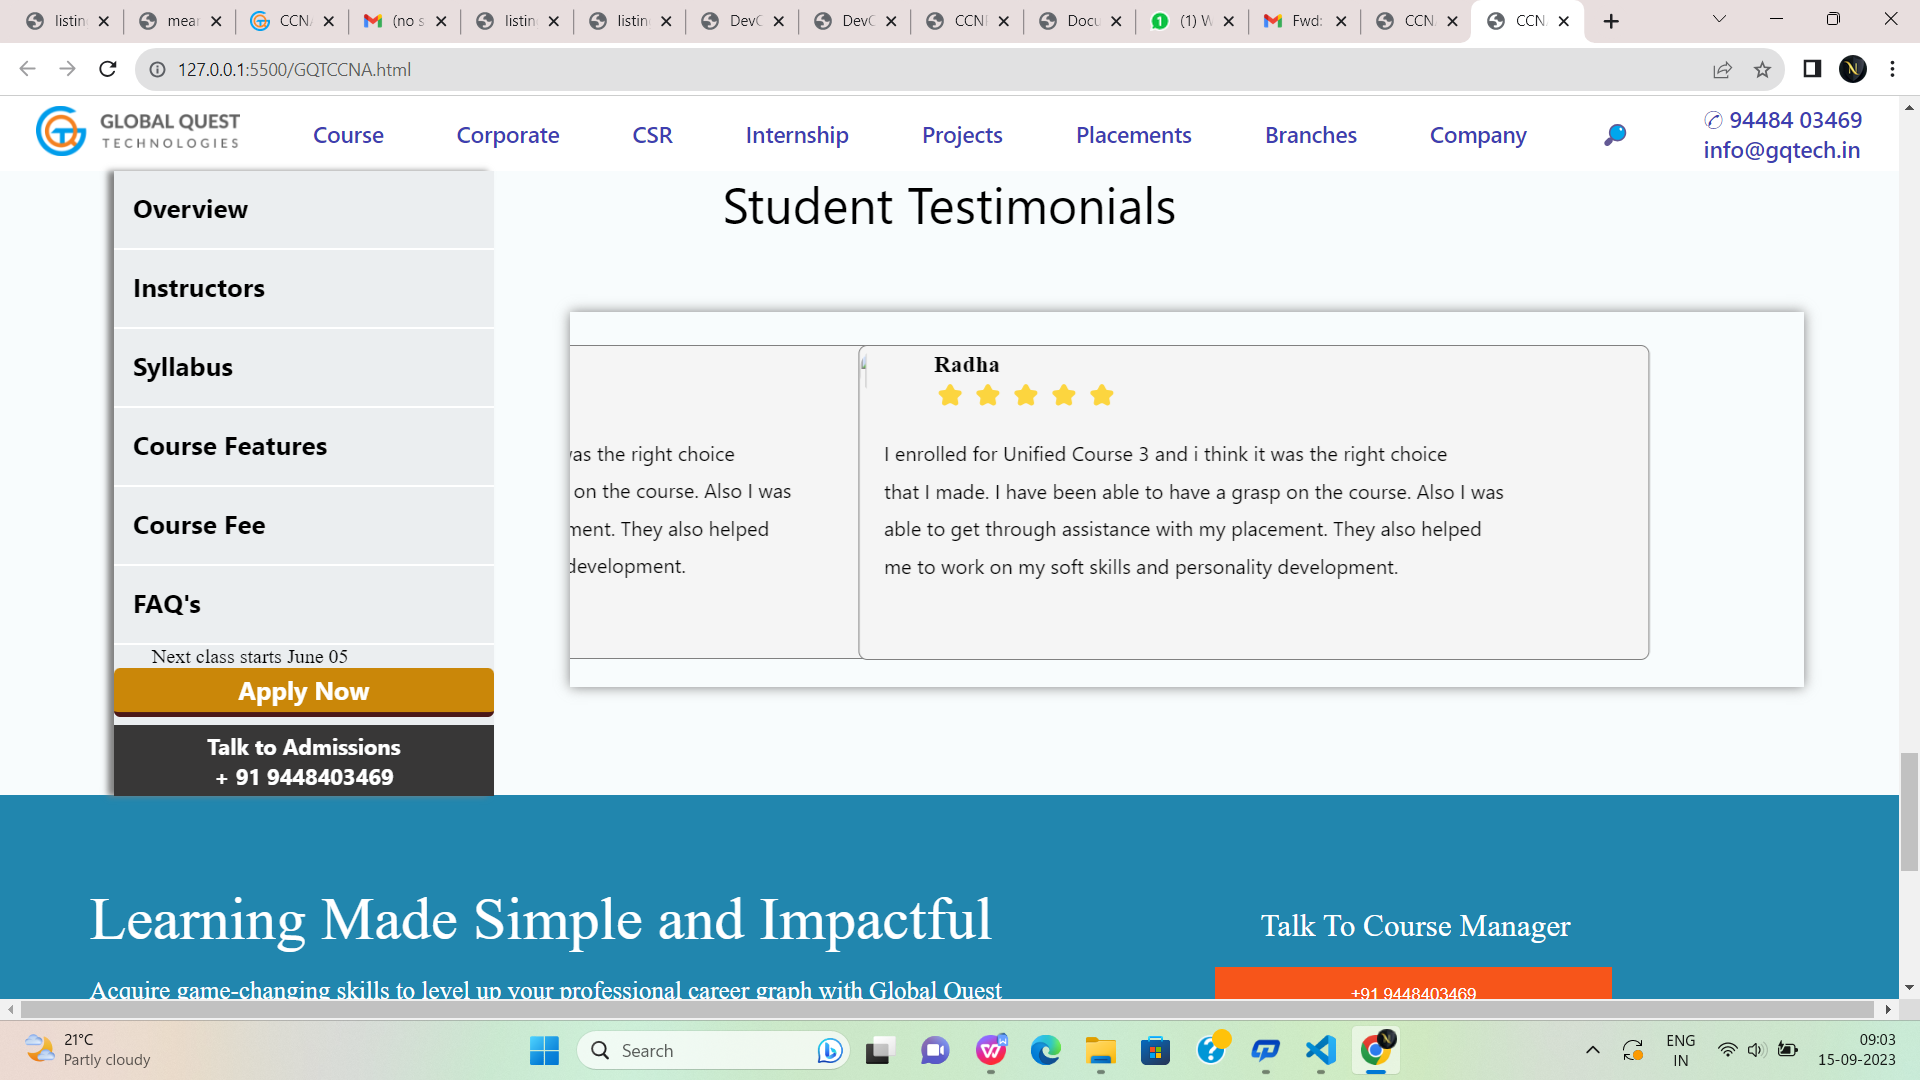 listin
mean
CCNA
(no s
listin
listin
DevO
DevO
CCN
Docu
(1) W
Fwd:
CCN
CCN
127.0.0.1:5500/GQTCCNA.html
GLOBAL QUEST
TECHNOLOGIES
Course
Corporate
CSR
Internship
Projects
Placements
Branches
Company
94484 03469
info@gqtech.in
Overview
Instructors
Syllabus
Course Features
Course Fee
FAQ's
Next class starts June 05
Apply Now
Talk to Admissions
+ 91 9448403469
Student Testimonials
as the right choice
on the course. Also I was
ment. They also helped
development.
Radha
I enrolled for Unified Course 3 and i think it was the right choice
that I made. I have been able to have a grasp on the course. Also I was
able to get through assistance with my placement. They also helped
me to work on my soft skills and personality development.
Learning Made Simple and Impactful
Acquire game-changing skills to level up your professional career graph with Global Quest
Talk To Course Manager
+91 9448403469
21°C
Partly cloudy
Search
ENG
IN
09:03
15-09-2023